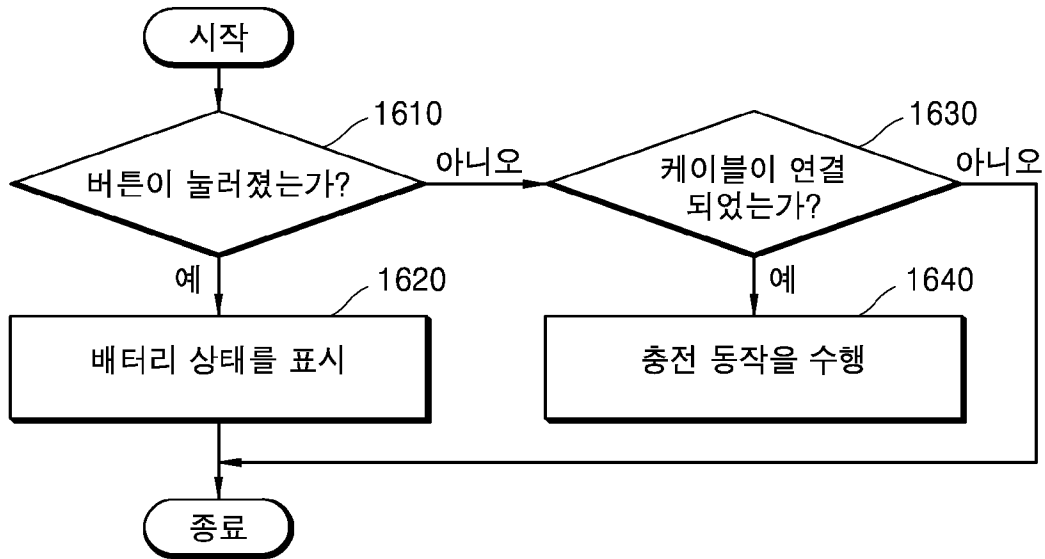 시작
1610
버튼이 눌러졌는가?
아니오
1630
케이블이 연결
되었는가?
아니오
예
1620
배터리 상태를 표시
예
1640
충전 동작을 수행
종료